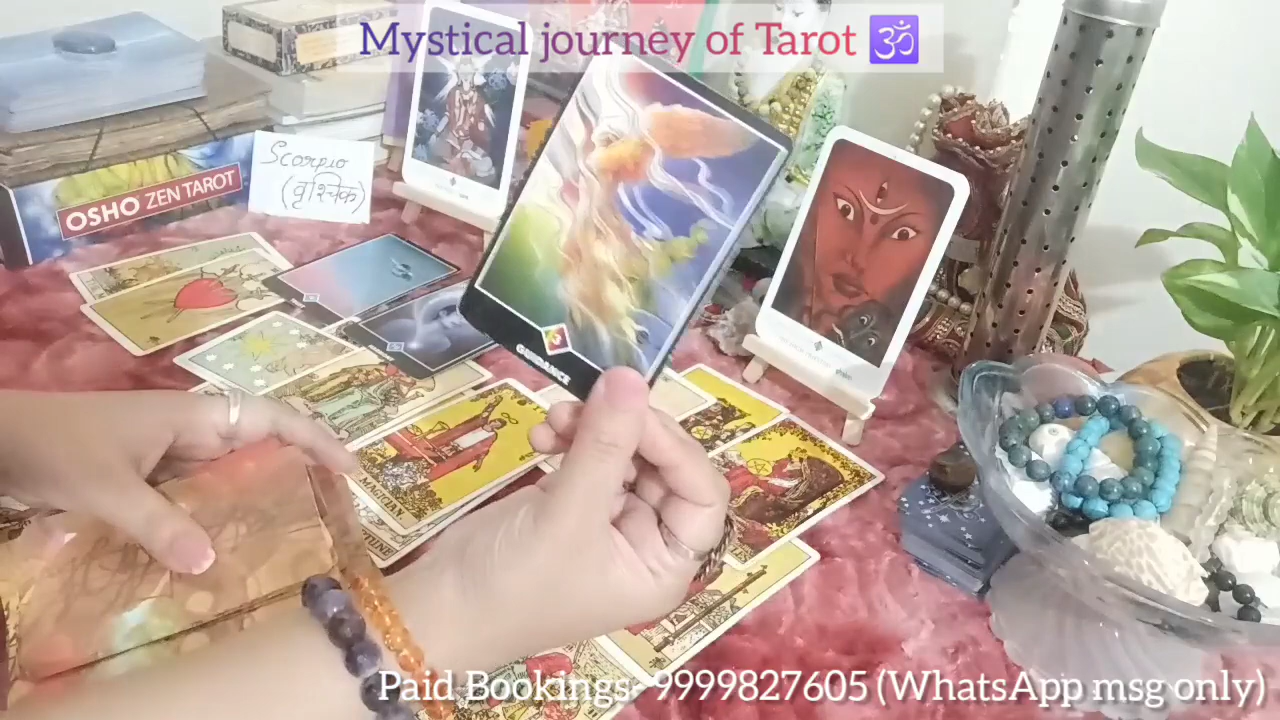 Mystical journey of Tarot 🕉
Scorpio
(वृश्चिक)
OSHO ZEN TAROT
GUIDANCE
MAGICIAN
Paid Bookings- 9999827605 (WhatsApp msg only)